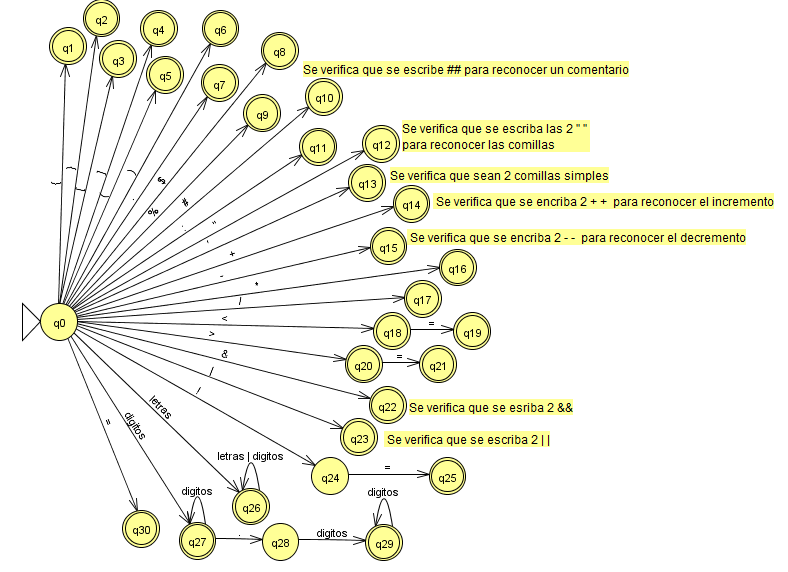 q2
q1
q4
q6
q3
q8
q5
Se verifica que se escribe ## para reconocer un comentario
q7
q10
q9
Se verifica que se escriba las 2 " "
para reconocer las comillas
q12
q11
Se verifica que sean 2 comillas simples
q13
$
%
#
q14
Se verifica que se encriba 2 + + para reconocer el incremento
"
+
q15
Se verifica que se encriba 2 - - para reconocer el decremento
-
*
q16
/
q17
<
q0
q18
=
q19
>
&
q20
=
q21
|
!
q22
Se verifica que se esriba 2 &&
letras
digitos
=
q23
Se verifica que se escriba 2 | |
letras | digitos
q24
=
q25
digitos
q26
digitos
q30
q27
.
q28
digitos
q29